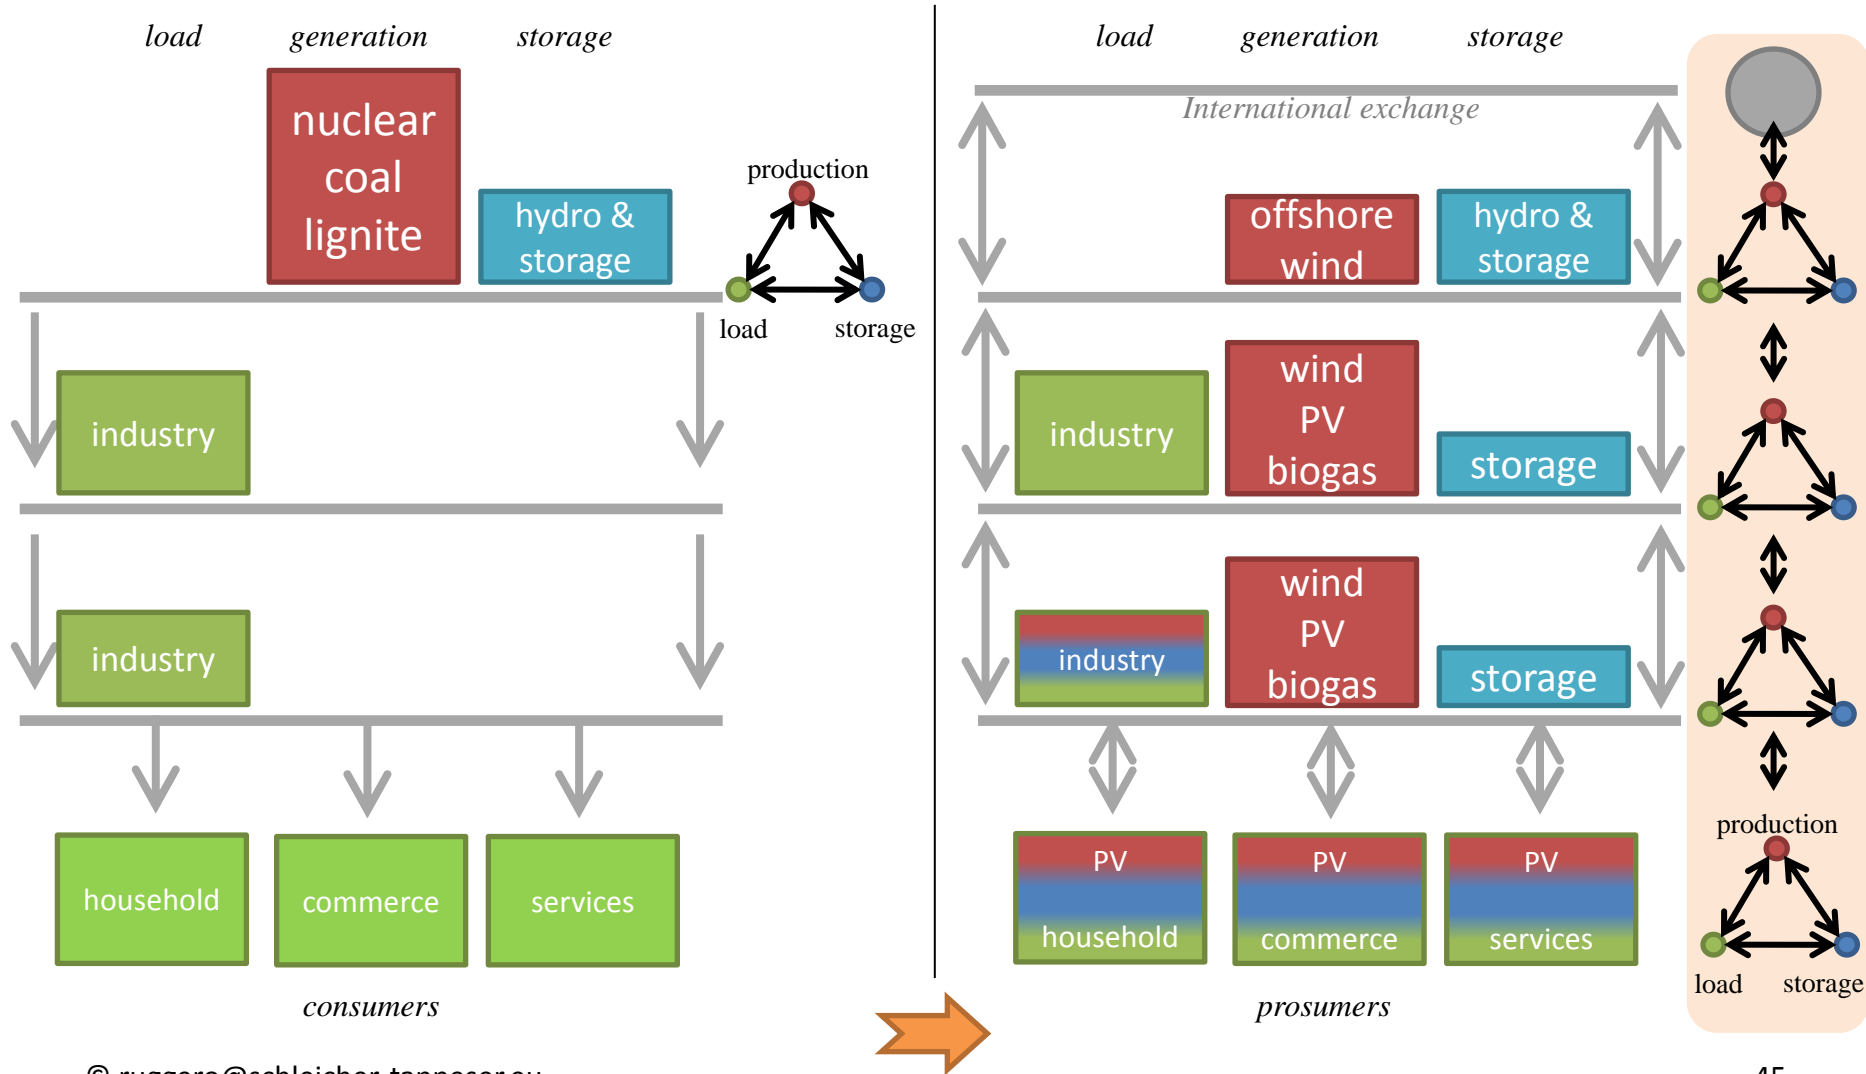 load generation storage
nuclear
coal
lignite
hydro &
storage
production
load storage
industry
industry
household commerce services
consumers
load generation storage
International exchange
offshore
wind
hydro &
storage
industry
wind
PV
biogas
storage
industry
wind
PV
biogas
storage
PV PV PV
household commerce services
prosumers
production
load storage